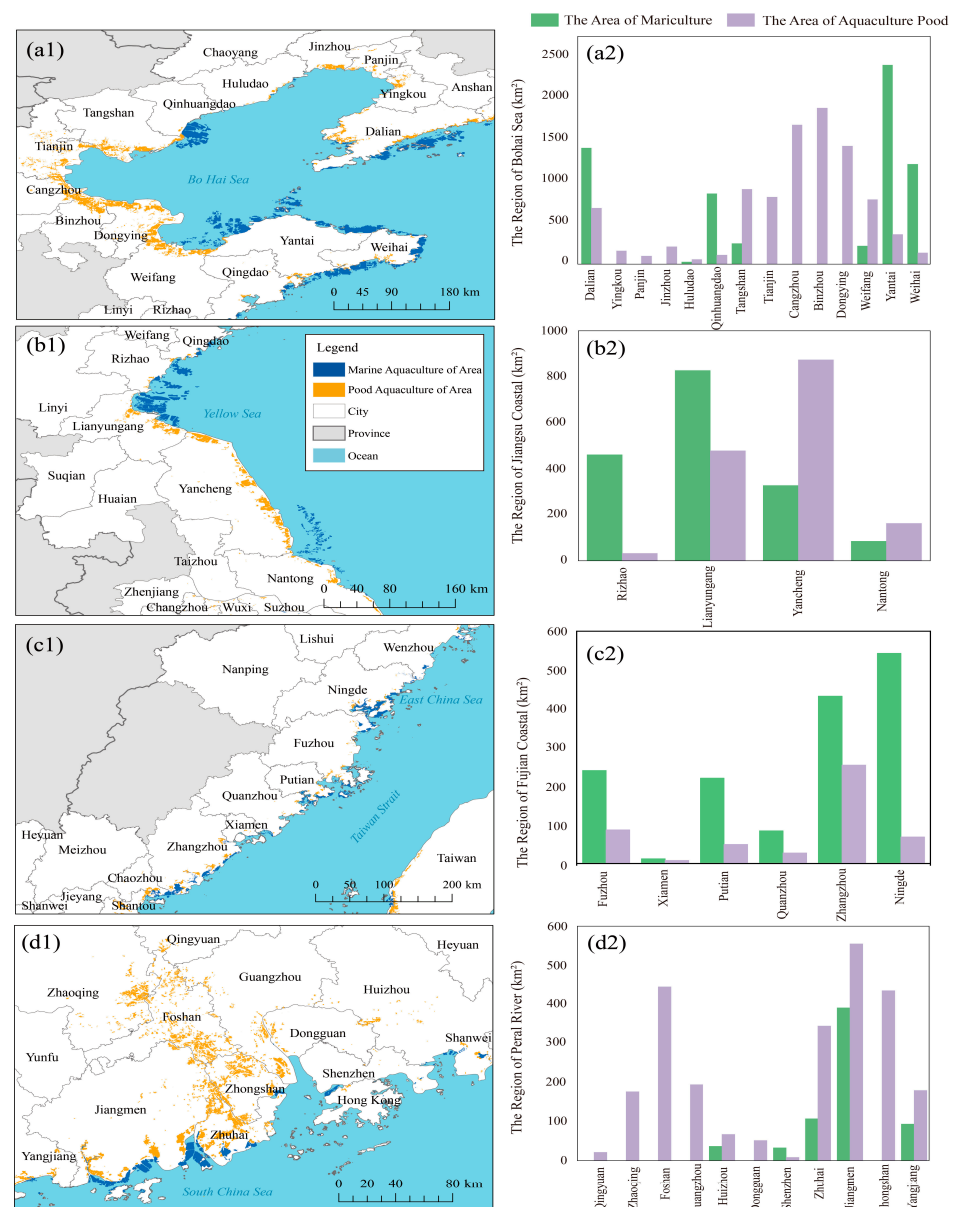 The Area of Mariculture The Area of Aquaculture Pood
(a1)
Chaoyang
Jinzhou
Panjin
Huludao
Anshan
Yingkou
Qinhuangdao
Tangshan
Dalian
Tianjin
Bo Hai Sea
Cangzhou
Binzhou
Dongying
Yantai
Weihai
Weifang
Qingdao
Linyi
Rizhao
0 45 90 180 km
(a2)
The Region of Bohai Sea (km²)
2500
2000
1500
1000
500
0
Dalian
Yingkou
Panjin
Jinzhou
Huludao
Qinhuangdao
Tangshan
Tianjin
Cangzhou
Binzhou
Dongying
Weifang
Yantai
Weihai
(b1)
Weifang
Qingdao
Rizhao
Linyi
Yellow Sea
Lianyungang
Suqian
Yancheng
Huaian
Taizhou
Nantong
Zhenjiang
Changzhou
Wuxi
Suzhou
0 40 80 160 km
Legend
Marine Aquaculture of Area
Pood Aquaculture of Area
City
Province
Ocean
(b2)
The Region of Jiangsu Coastal (km²)
1000
800
600
400
200
0
Rizhao
Lianyungang
Yancheng
Nantong
(c1)
Lishui
Wenzhou
Nanping
Ningde
East China Sea
Fuzhou
Putian
Quanzhou
Taiwan Strait
Xiamen
Heyuan
Meizhou
Zhangzhou
Taiwan
Chaozhou
Jieyang
Shanwei
Shantou
0 50 100 200 km
(c2)
The Region of Fujian Coastal (km²)
600
500
400
300
200
100
0
Fuzhou
Xiamen
Putian
Quanzhou
Zhangzhou
Ningde
(d1)
Qingyuan
Heyuan
Guangzhou
Zhaoqing
Huizhou
Foshan
Dongguan
Shanwei
Yunfu
Shenzhen
Zhongshan
Hong Kong
Jiangmen
Zhuhai
Yangjiang
South China Sea
0 20 40 80 km
(d2)
The Region of Peral River (km²)
600
500
400
300
200
100
0
Huizhou
Zhuhai